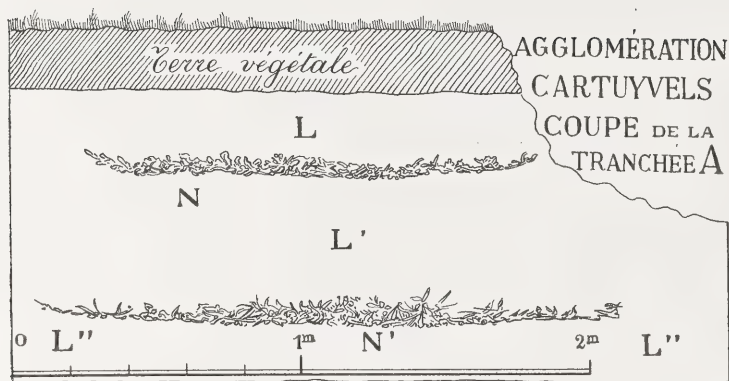 Terre végétale
AGGLOMÉRATION
CARTUYVELS
COUPE DE LA
TRANCHÉE A
L
N
L'
0 L'' 1m N' 2m L''